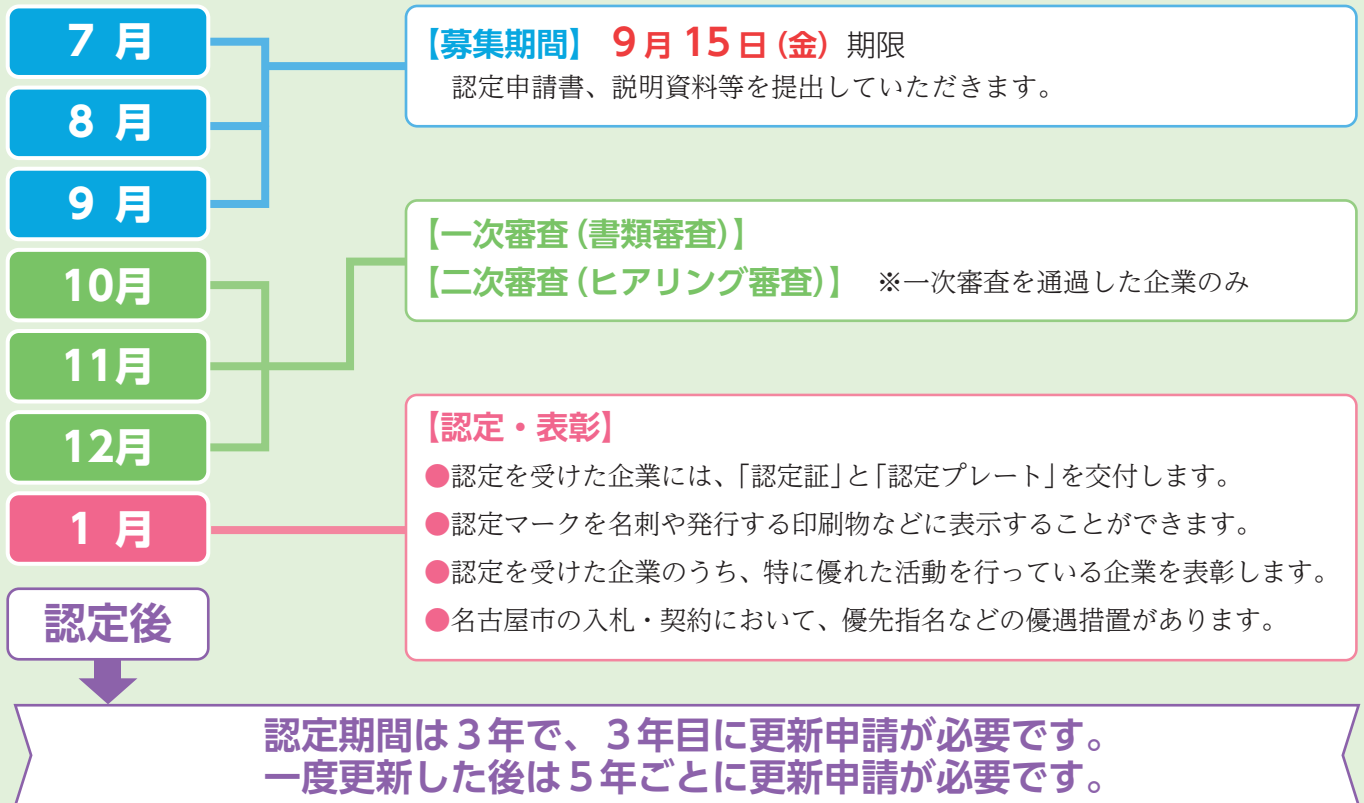 7 月
8 月
9 月
10月
11月
12月
1 月
認定後
【募集期間】 9月15日(金) 期限
認定申請書、説明資料等を提出していただきます。
【一次審査(書類審査)】
【二次審査(ヒアリング審査)】 ※一次審査を通過した企業のみ
【認定・表彰】
●認定を受けた企業には、「認定証」と「認定プレート」を交付します。
●認定マークを名刺や発行する印刷物などに表示することができます。
●認定を受けた企業のうち、特に優れた活動を行っている企業を表彰します。
●名古屋市の入札・契約において、優先指名などの優遇措置があります。
認定期間は3年で、3年目に更新申請が必要です。
一度更新した後は5年ごとに更新申請が必要です。